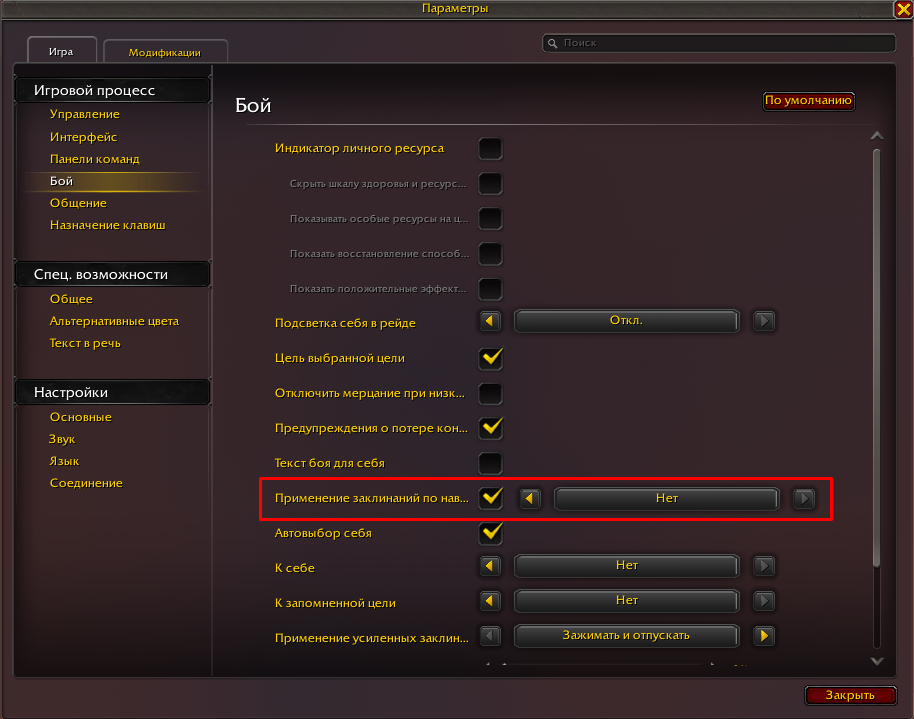 Параметры
Игра
Модификации
Поиск
Игровой процесс
Управление
Интерфейс
Панели команд
Бой
Общение
Назначение клавиш
Спец. возможности
Общее
Альтернативные цвета
Текст в речь
Настройки
Основные
Звук
Язык
Соединение
Бой
По умолчанию
Индикатор личного ресурса
Скрыть шкалу здоровья и ресурс...
Показывать особые ресурсы на ц...
Показать восстановление способ...
Показать положительные эффект...
Подсветка себя в рейде
Откл.
Цель выбранной цели
Отключить мерцание при низк...
Предупреждения о потере кон...
Текст боя для себя
Применение заклинаний по нав...
Нет
Автовыбор себя
К себе
Нет
К запомненной цели
Нет
Применение усиленных заклин...
Зажимать и отпускать
Закрыть